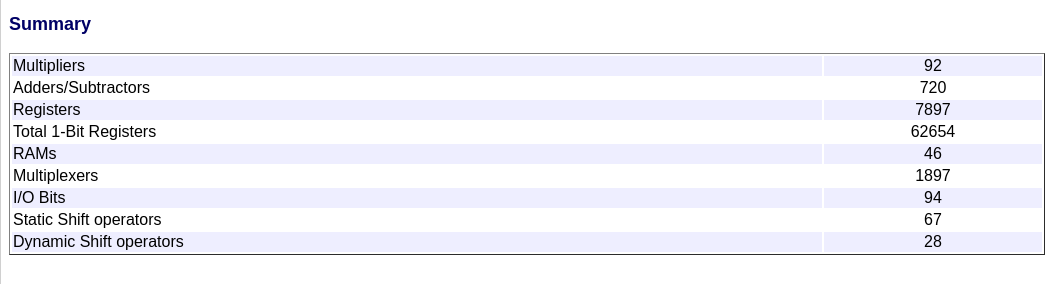 Summary
Multipliers 92
Adders/Subtractors 720
Registers 7897
Total 1-Bit Registers 62654
RAMs 46
Multiplexers 1897
I/O Bits 94
Static Shift operators 67
Dynamic Shift operators 28